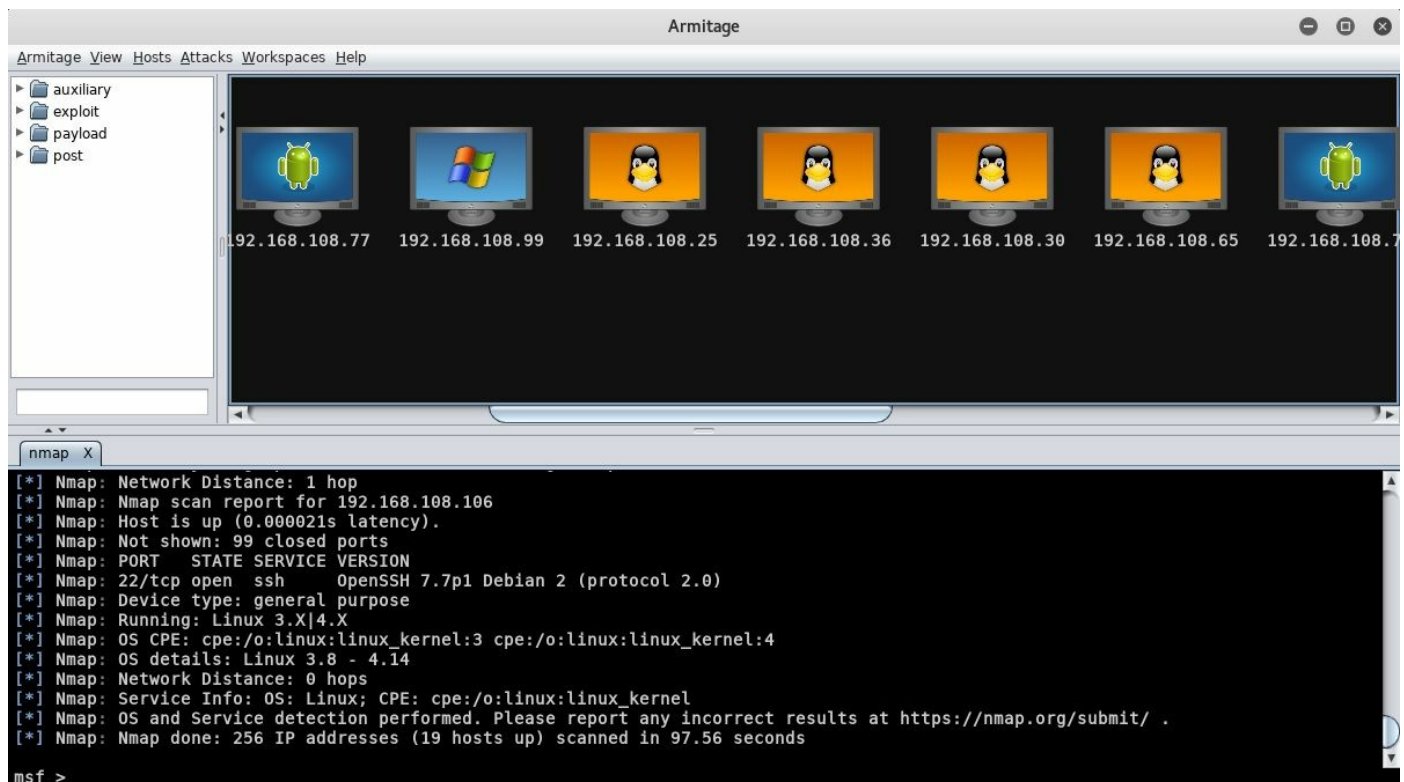 Armitage
Armitage View Hosts Attacks Workspaces Help
auxiliary
exploit
payload
post
192.168.108.77 192.168.108.99 192.168.108.25 192.168.108.36 192.168.108.30 192.168.108.65 192.168.108.7
nmap X
[*] Nmap: Network Distance: 1 hop
[*] Nmap: Nmap scan report for 192.168.108.106
[*] Nmap: Host is up (0.000021s latency).
[*] Nmap: Not shown: 99 closed ports
[*] Nmap: PORT STATE SERVICE VERSION
[*] Nmap: 22/tcp open ssh OpenSSH 7.7p1 Debian 2 (protocol 2.0)
[*] Nmap: Device type: general purpose
[*] Nmap: Running: Linux 3.X|4.X
[*] Nmap: OS CPE: cpe:/o:linux:linux_kernel:3 cpe:/o:linux:linux_kernel:4
[*] Nmap: OS details: Linux 3.8 - 4.14
[*] Nmap: Network Distance: 0 hops
[*] Nmap: Service Info: OS: Linux; CPE: cpe:/o:linux:linux_kernel
[*] Nmap: OS and Service detection performed. Please report any incorrect results at https://nmap.org/submit/ .
[*] Nmap: Nmap done: 256 IP addresses (19 hosts up) scanned in 97.56 seconds
msf >